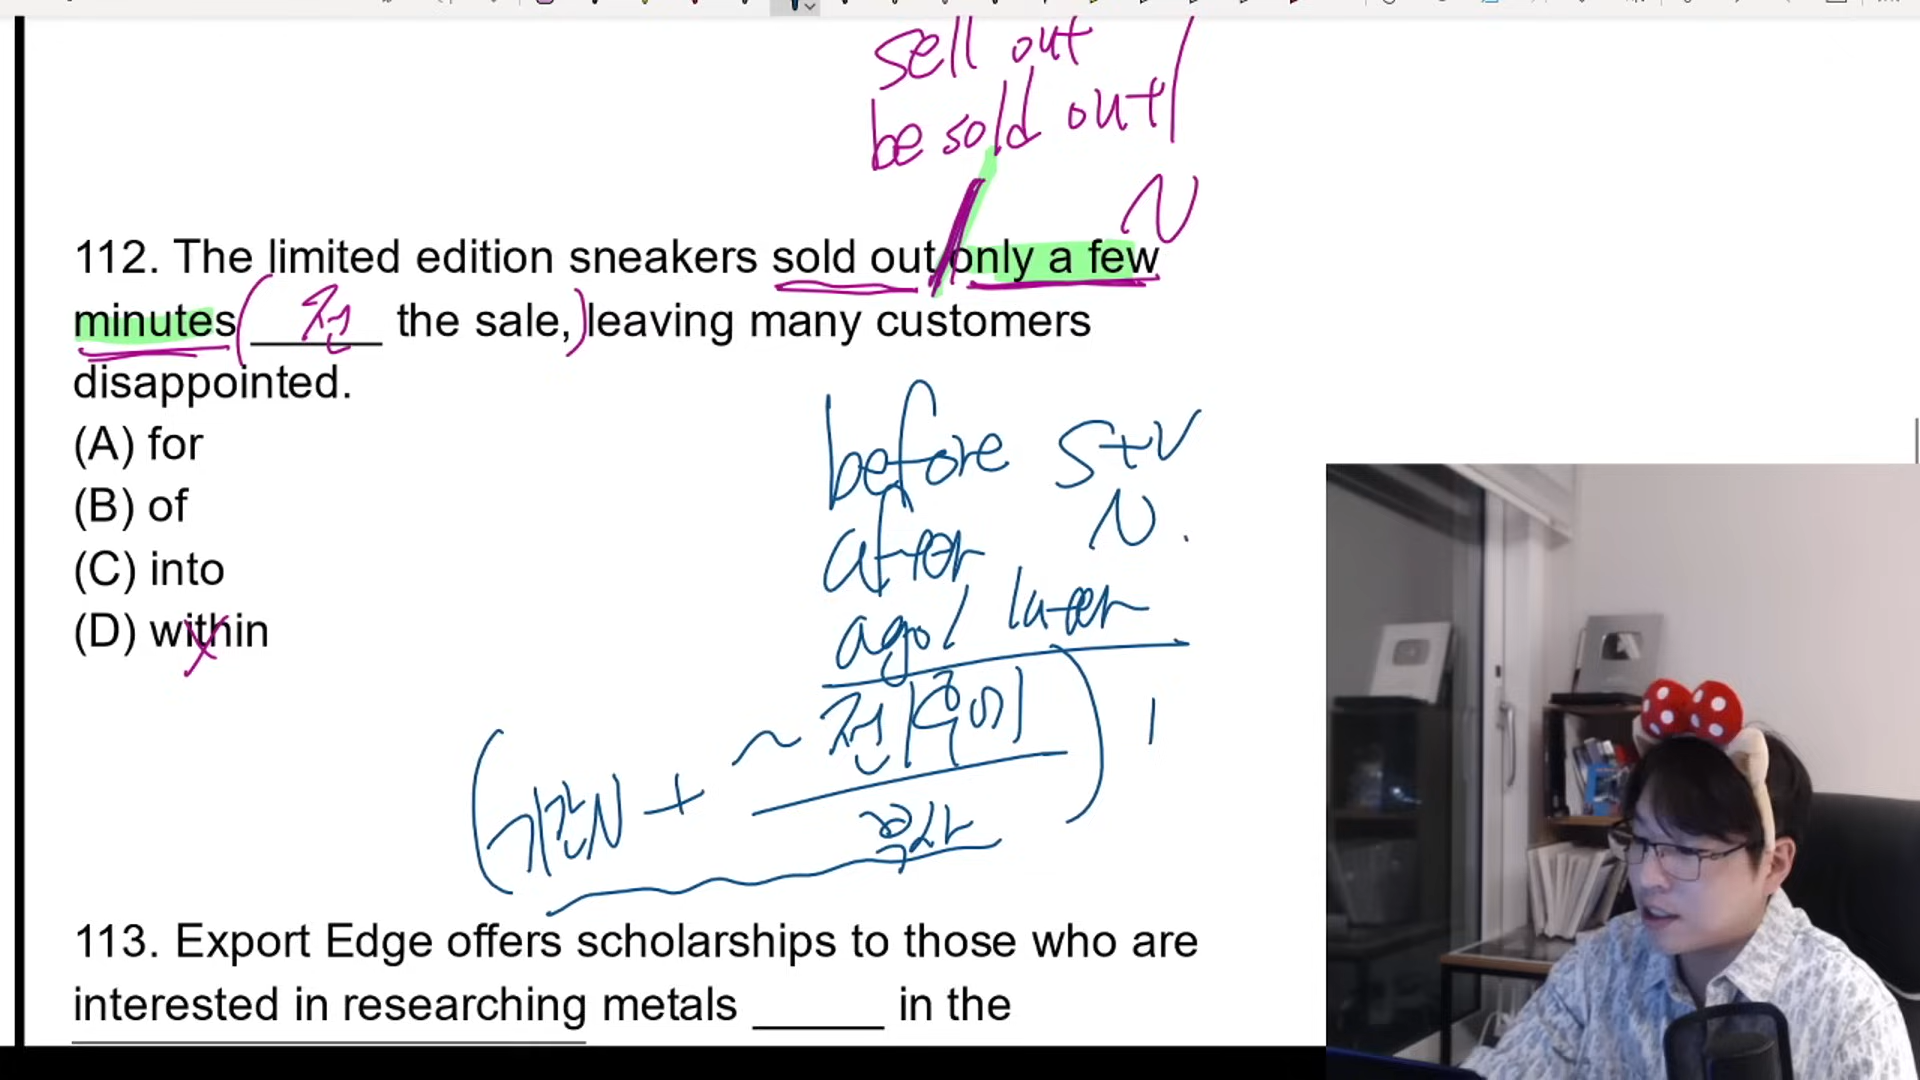 sell out
be sold out
N
112. The limited edition sneakers sold out only a few
minutes 전 ______ the sale, leaving many customers
disappointed.
(A) for
(B) of
(C) into
(D) within
before S+V
N.
after
ago / later
~ 전|후에
기간N +
부사
113. Export Edge offers scholarships to those who are
interested in researching metals ______ in the